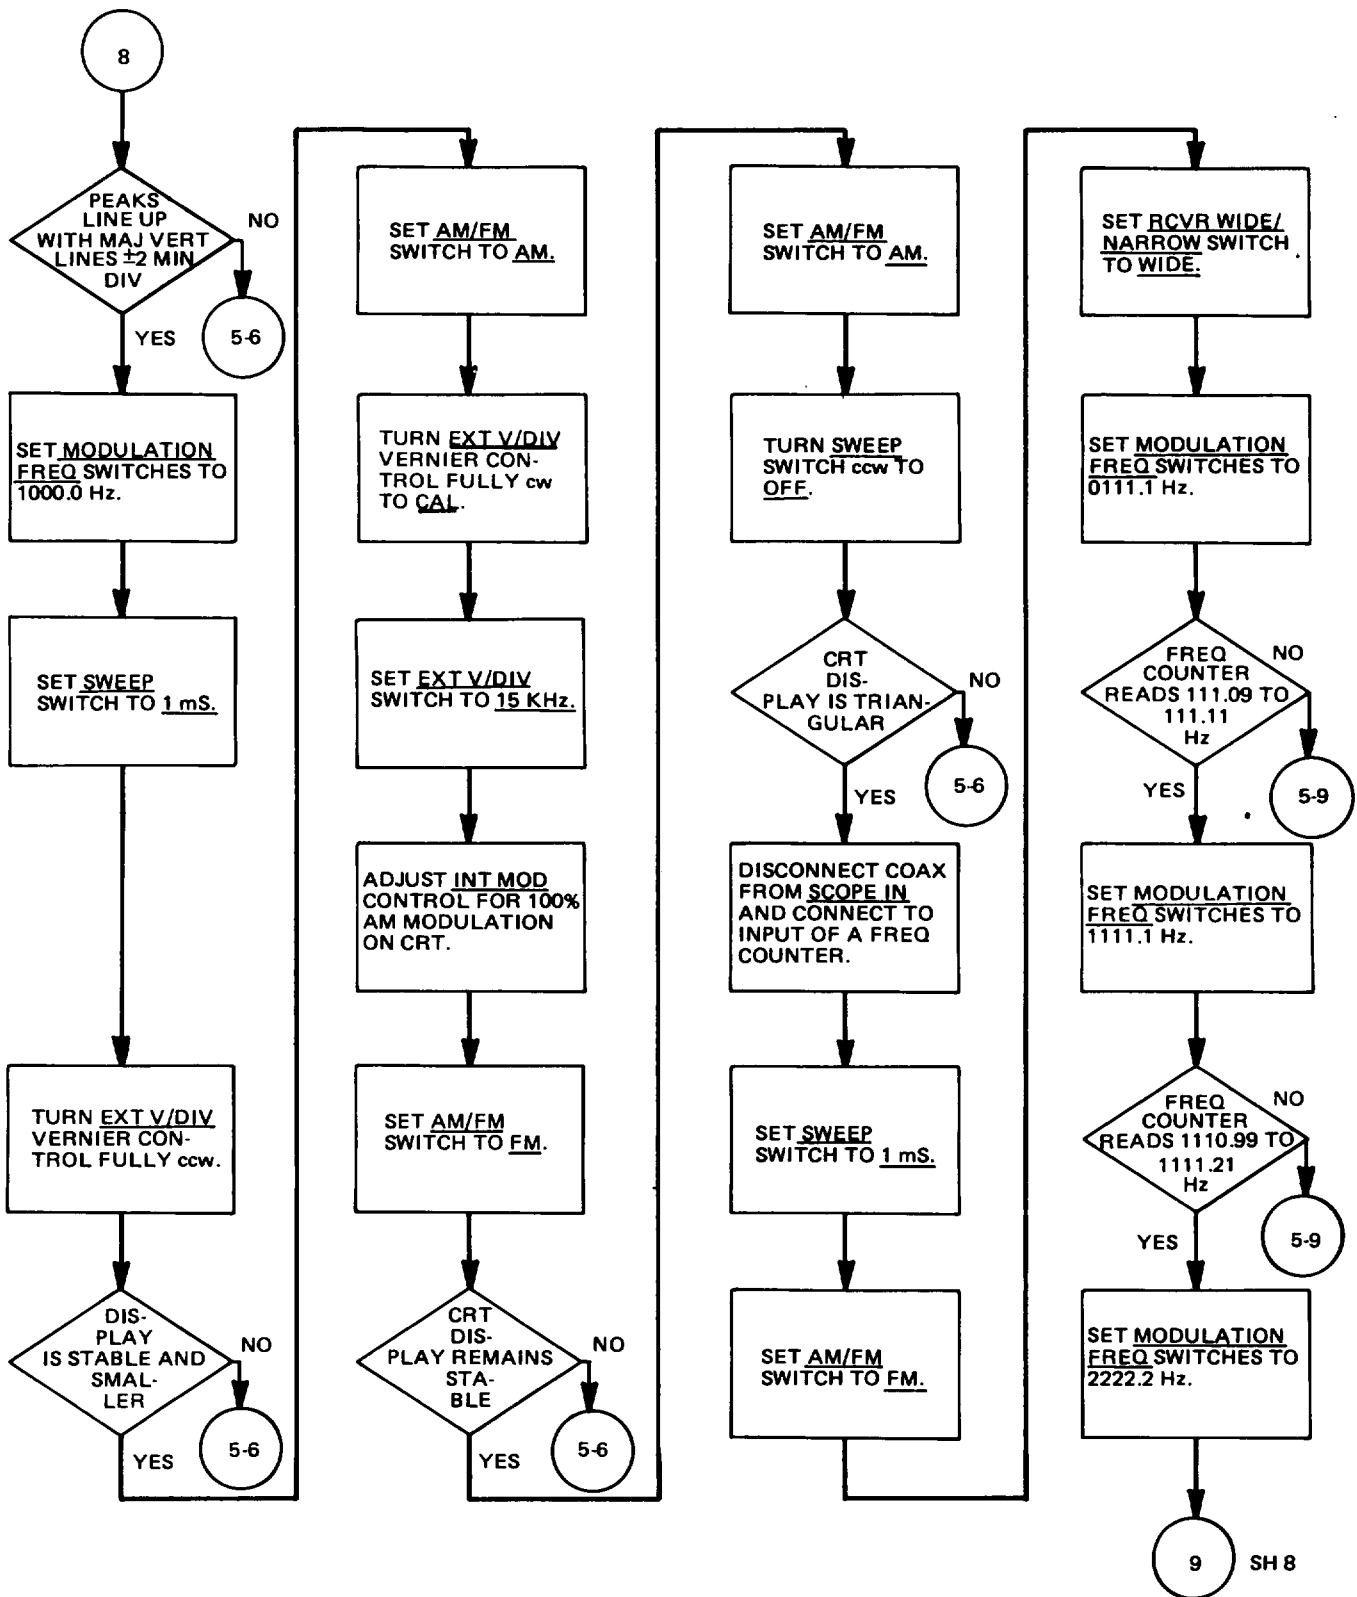 8
PEAKS
LINE UP
WITH MAJ VERT
LINES ±2 MIN
DIV
NO
5-6
YES
SET MODULATION
FREQ SWITCHES TO
1000.0 Hz.
SET SWEEP
SWITCH TO 1 mS.
TURN EXT V/DIV
VERNIER CON-
TROL FULLY ccw.
DIS-
PLAY
IS STABLE AND
SMAL-
LER
NO
5-6
YES
SET AM/FM
SWITCH TO AM.
TURN EXT V/DIV
VERNIER CON-
TROL FULLY cw
TO CAL.
SET EXT V/DIV
SWITCH TO 15 KHz.
ADJUST INT MOD
CONTROL FOR 100%
AM MODULATION
ON CRT.
SET AM/FM
SWITCH TO FM.
CRT
DIS-
PLAY REMAINS
STA-
BLE
NO
5-6
YES
SET AM/FM
SWITCH TO AM.
TURN SWEEP
SWITCH ccw TO
OFF.
CRT
DIS-
PLAY IS TRIAN-
GULAR
NO
5-6
YES
DISCONNECT COAX
FROM SCOPE IN
AND CONNECT TO
INPUT OF A FREQ
COUNTER.
SET SWEEP
SWITCH TO 1 mS.
SET AM/FM
SWITCH TO FM.
SET RCVR WIDE/
NARROW SWITCH
TO WIDE.
SET MODULATION
FREQ SWITCHES TO
0111.1 Hz.
FREQ
COUNTER
READS 111.09 TO
111.11
Hz
NO
5-9
YES
SET MODULATION
FREQ SWITCHES TO
1111.1 Hz.
FREQ
COUNTER
READS 1110.99 TO
1111.21
Hz
NO
5-9
YES
SET MODULATION
FREQ SWITCHES TO
2222.2 Hz.
9
SH 8